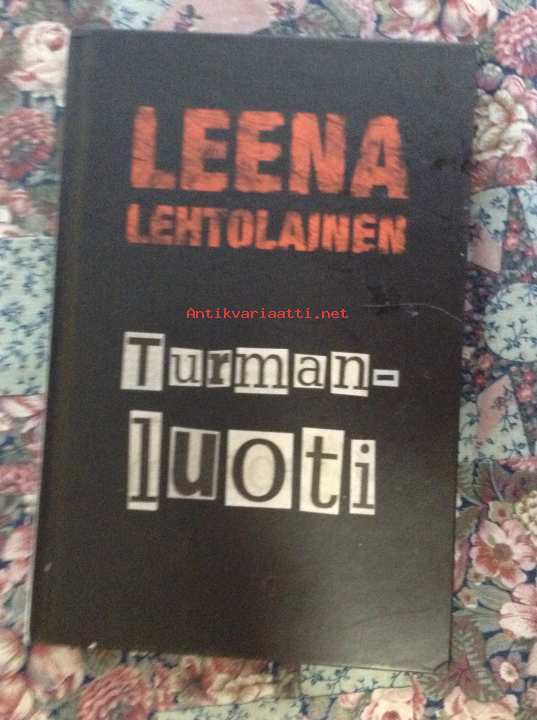 LEENA
LEHTOLAINEN
Antikvariaatti.net
Turman-
luoti